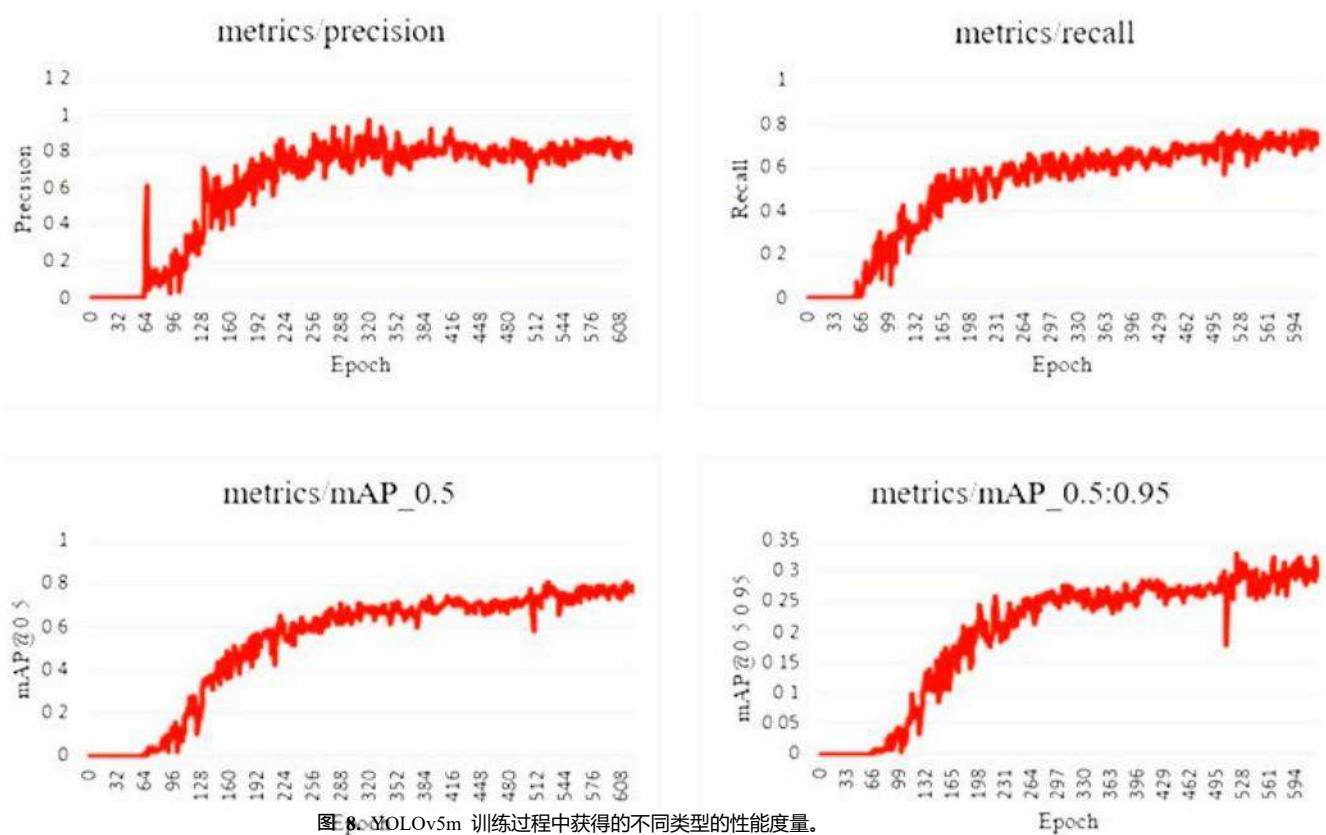 metrics/precision
1 2
1
0 8
0 6
0 4
0 2
0
Precision
0 32 64 96 128 160 192 224 256 288 320 352 384 416 448 480 512 544 576 608
Epoch
metrics/recall
1
0 8
0 6
0 4
0 2
0
Recall
0 33 66 99 132 165 198 231 264 297 330 363 396 429 462 495 528 561 594
Epoch
metrics/mAP_0.5
1
0 8
0 6
0 4
0 2
0
mAP@0 5
0 32 64 96 128 160 192 224 256 288 320 352 384 416 448 480 512 544 576 608
Epoch
metrics/mAP_0.5:0.95
0 35
0 3
0 25
0 2
0 15
0 1
0 05
0
mAP@0 5 0 95
0 33 66 99 132 165 198 231 264 297 330 363 396 429 462 495 528 561 594
Epoch
图 8. YOLOv5m 训练过程中获得的不同类型的性能度量。